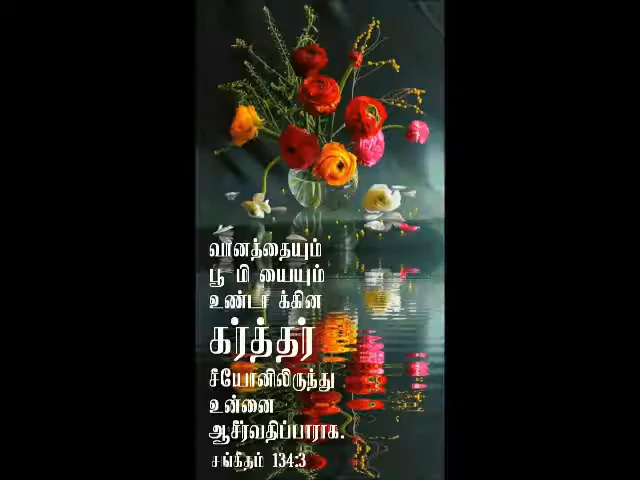 வானத்தையும்
பூ மி யையும்
உண்டா க்கின
கர்த்தர்
சீயோனிலிருந்து
உன்னை
ஆசீர்வதிப்பாராக.
சங்கீதம் 134:3